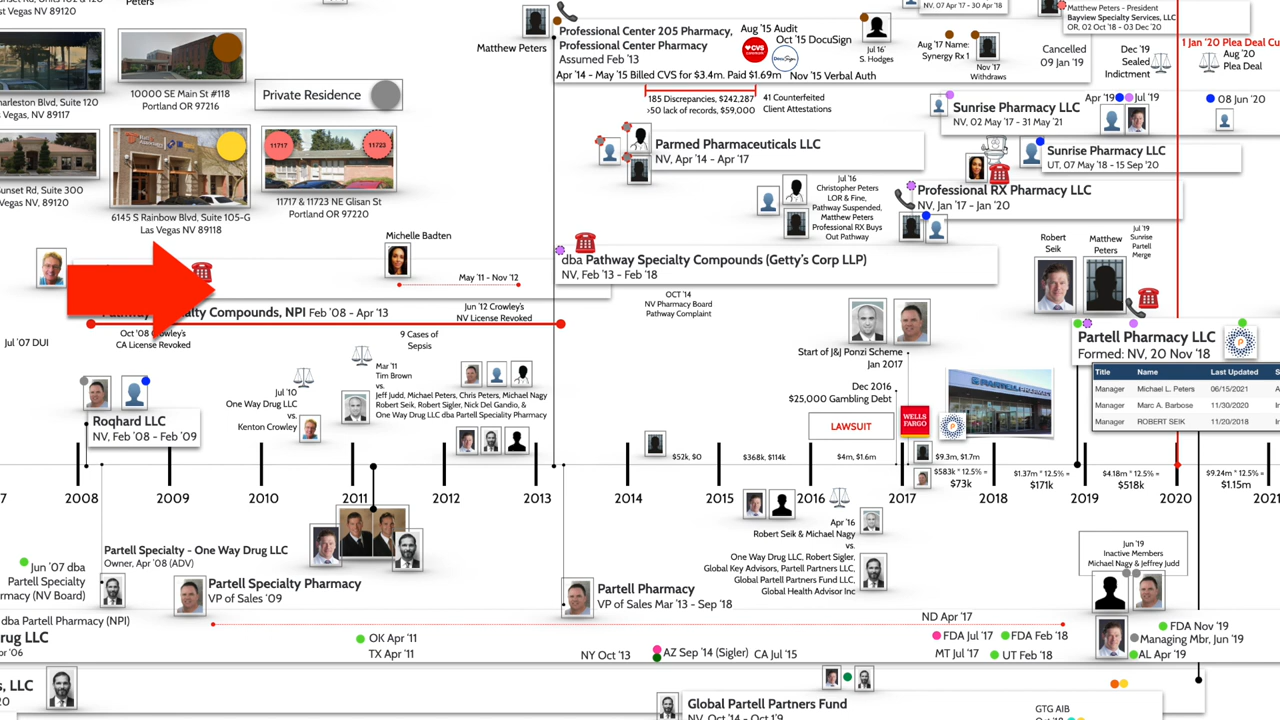 Peters
Vegas NV 89120
Vegas NV 89120
Suite 120
Vegas, NV 89117
Sunset Rd, Suite 300
Vegas NV, 89120
10000 SE Main St #118
Portland OR 97216
Private Residence
11717
11723
6145 S Rainbow Blvd, Suite 105-G
Las Vegas NV 89118
11717 & 11723 NE Glisan St
Portland OR 97220
Matthew Peters
Professional Center 205 Pharmacy,
Professional Center Pharmacy
Assumed Feb '13
Aug '15 Audit
CVS
Oct '15 DocuSign
DocuSign
Apr '14 - May '15 Billed CVS for $3.4m. Paid $1.69m
Nov '15 Verbal Auth
185 Discrepancies, $242,287
>50 lack of records, $59,000
41 Counterfeited
Client Attestations
Jul 16'
S. Hodges
NV, 07 Apr '17 - 30 Apr '18
Aug '17 Name:
Synergy Rx 1
Nov '17
Withdraws
Cancelled
09 Jan '19
Matthew Peters - President
Bayview Specialty Services, LLC
OR, 02 Oct '18 - 03 Dec '20
Dec '19
Sealed
Indictment
1 Jan '20 Plea Deal
Aug '20
Plea Deal
Sunrise Pharmacy LLC
NV, 02 May '17 - 31 May '21
Apr '19
Jul '19
08 Jun '20
Parmed Pharmaceuticals LLC
NV, Apr '14 - Apr '17
Sunrise Pharmacy LLC
UT, 07 May '18 - 15 Sep '20
Jul '16
Christopher Peters
LOR & Fine,
Pathway Suspended,
Matthew Peters
Professional RX Buys
Out Pathway
Professional RX Pharmacy LLC
NV, Jan '17 - Jan '20
Michelle Badten
May '11 - Nov '12
dba Pathway Specialty Compounds (Getty's Corp LLP)
NV, Feb '13 - Feb '18
Robert
Seik
Matthew
Peters
Jul '19
Sunrise
Partell
Merge
Compounds, NPI Feb '08 - Apr '13
Jun '12 Crowley's
NV License Revoked
OCT '14
NV Pharmacy Board
Pathway Complaint
Oct '08 Crowley's
CA License Revoked
Jul '07 DUI
9 Cases of
Sepsis
Start of J&J Ponzi Scheme
Jan 2017
Partell Pharmacy LLC
Formed: NV, 20 Nov '18
Title Name Last Updated
Manager Michael L. Peters 06/15/2021
Manager Marc A. Barbose 11/30/2020
Manager ROBERT SEIK 11/20/2018
Mar '11
Tim Brown
vs.
Jeff Judd, Michael Peters, Chris Peters, Michael Nagy
Robert Seik, Robert Sigler, Nick Del Gandio, &
One Way Drug LLC dba Partell Speciality Pharmacy
Jul '10
One Way Drug LLC
vs.
Kenton Crowley
Dec 2016
$25,000 Gambling Debt
LAWSUIT
WELLS
FARGO
Roqhard LLC
NV, Feb '08 - Feb '09
$52k, $0
$368k, $114k
$4m, $1.6m
$9.3m, $1.7m
$583k * 12.5% =
$73k
$1.37m * 12.5% =
$171k
$4.18m * 12.5% =
$518k
$9.24m * 12.5% =
$1.15m
2008 2009 2010 2011 2012 2013 2014 2015 2016 2017 2018 2019 2020 2021
Apr '16
Robert Seik & Michael Nagy
vs.
One Way Drug LLC, Robert Sigler,
Global Key Advisors, Partell Partners LLC,
Global Partell Partners Fund LLC,
Global Health Advisor Inc
Jun '19
Inactive Members
Michael Nagy & Jeffrey Judd
Partell Specialty - One Way Drug LLC
Owner, Apr '08 (ADV)
Jun '07 dba
Partell Specialty
(NV Board)
Partell Specialty Pharmacy
VP of Sales '09
Partell Pharmacy
VP of Sales Mar '13 - Sep '18
dba Partell Pharmacy (NPI)
LLC
'06
OK Apr '11
TX Apr '11
NY Oct '13
AZ Sep '14 (Sigler)
CA Jul '15
ND Apr '17
FDA Jul '17
FDA Feb '18
MT Jul '17
UT Feb '18
FDA Nov '19
Managing Mbr, Jun '19
AL Apr '19
LLC
Global Partell Partners Fund
NV, Oct '14 - Oct 1'9
GTG AIB
Oct '18